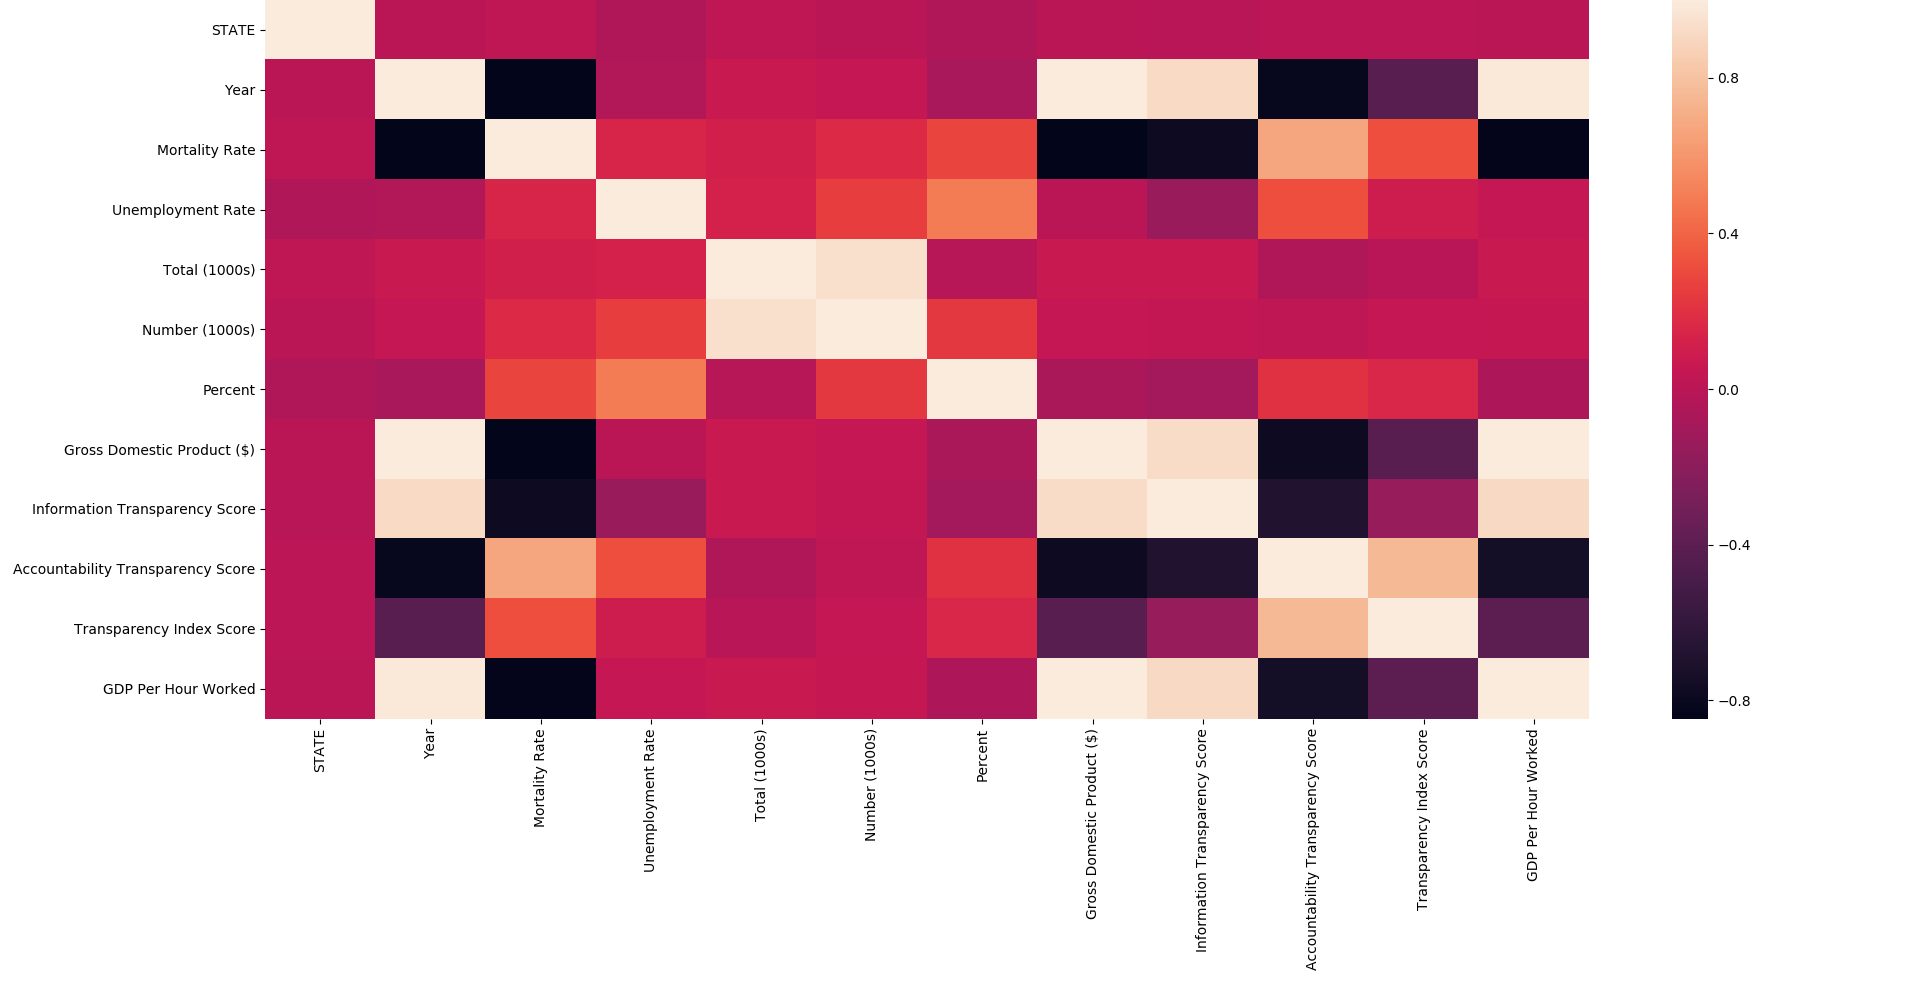 STATE
Year
Mortality Rate
Unemployment Rate
Total (1000s)
Number (1000s)
Percent
Gross Domestic Product ($)
Information Transparency Score
Accountability Transparency Score
Transparency Index Score
GDP Per Hour Worked
STATE
Year
Mortality Rate
Unemployment Rate
Total (1000s)
Number (1000s)
Percent
Gross Domestic Product ($)
Information Transparency Score
Accountability Transparency Score
Transparency Index Score
GDP Per Hour Worked
0.8
0.4
0.0
−0.4
−0.8